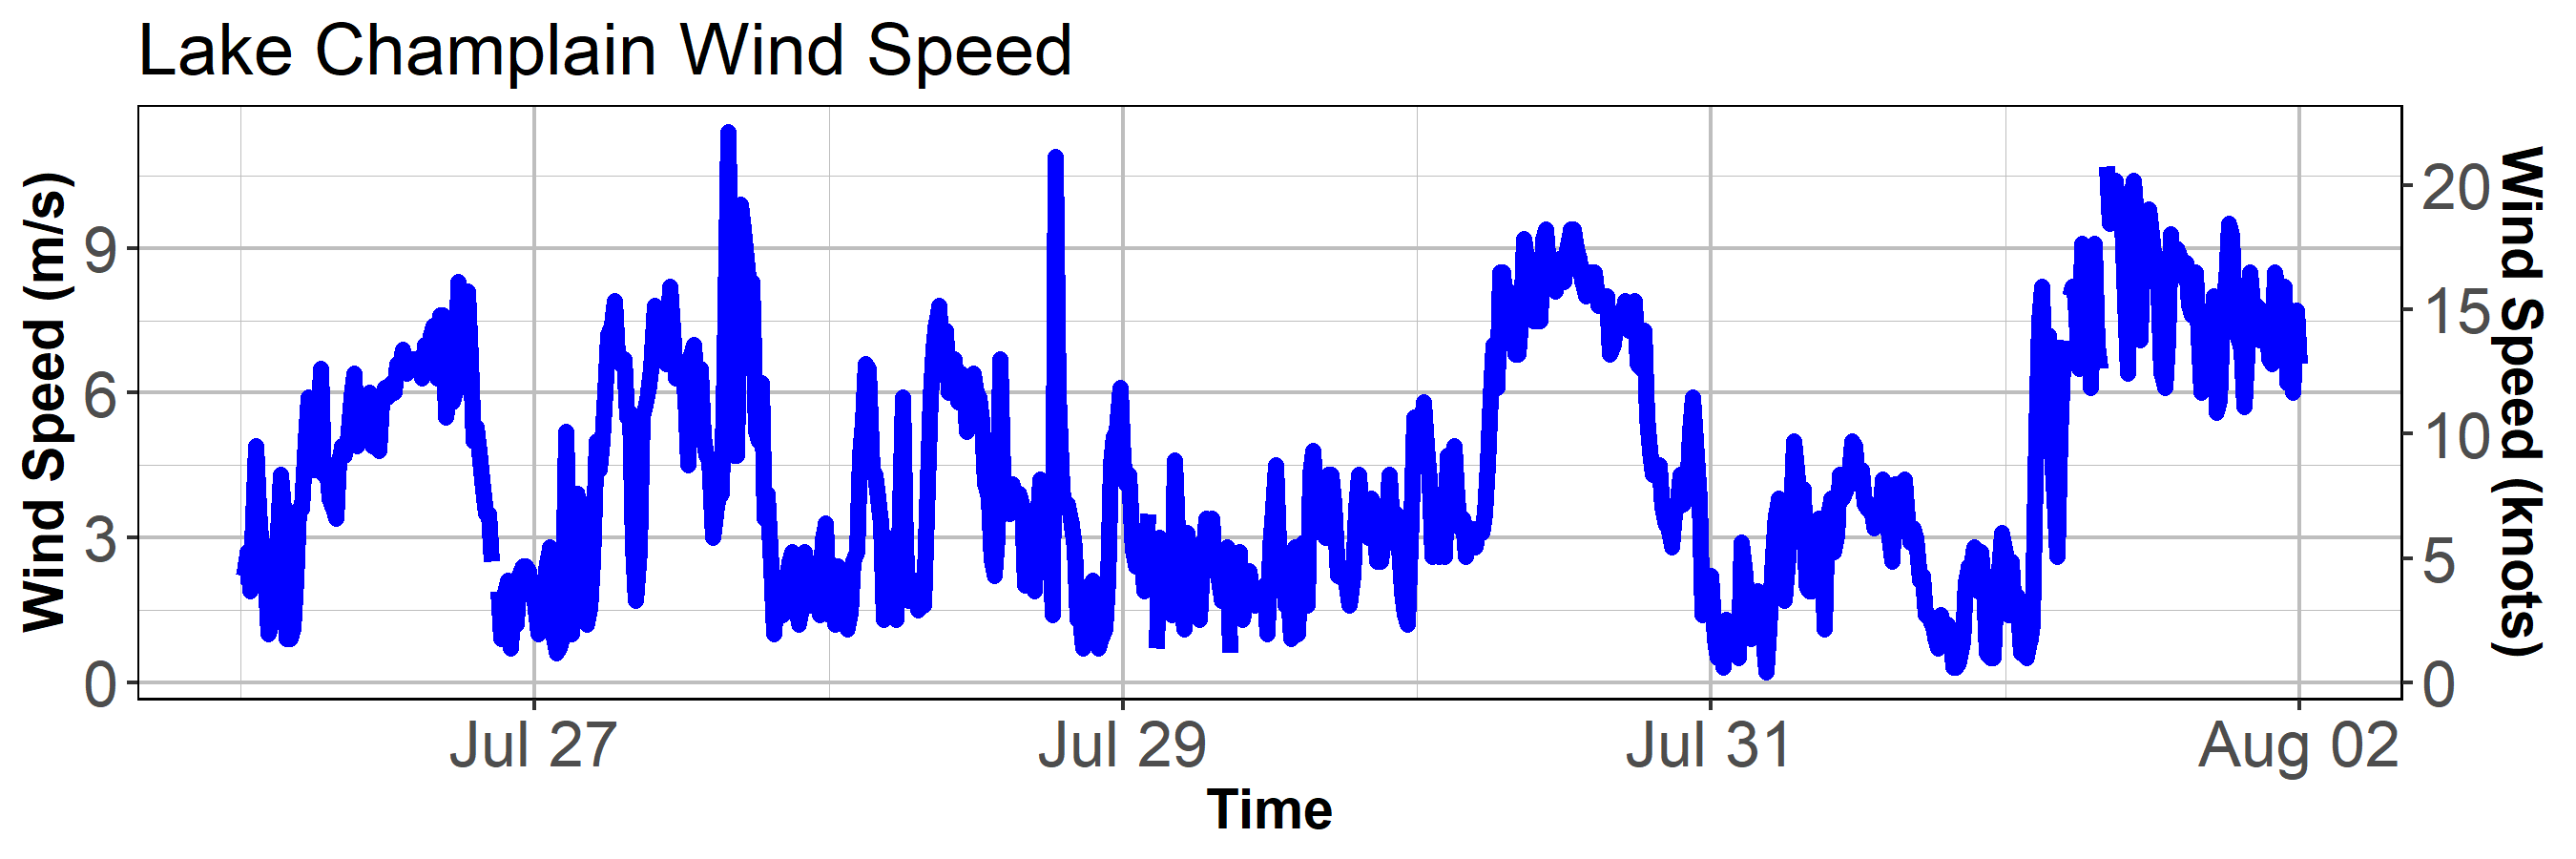 Lake Champlain Wind Speed
Wind Speed (m/s)
9
6
3
0
20
15
10
5
0
Wind Speed (knots)
Jul 27
Jul 29
Jul 31
Aug 02
Time